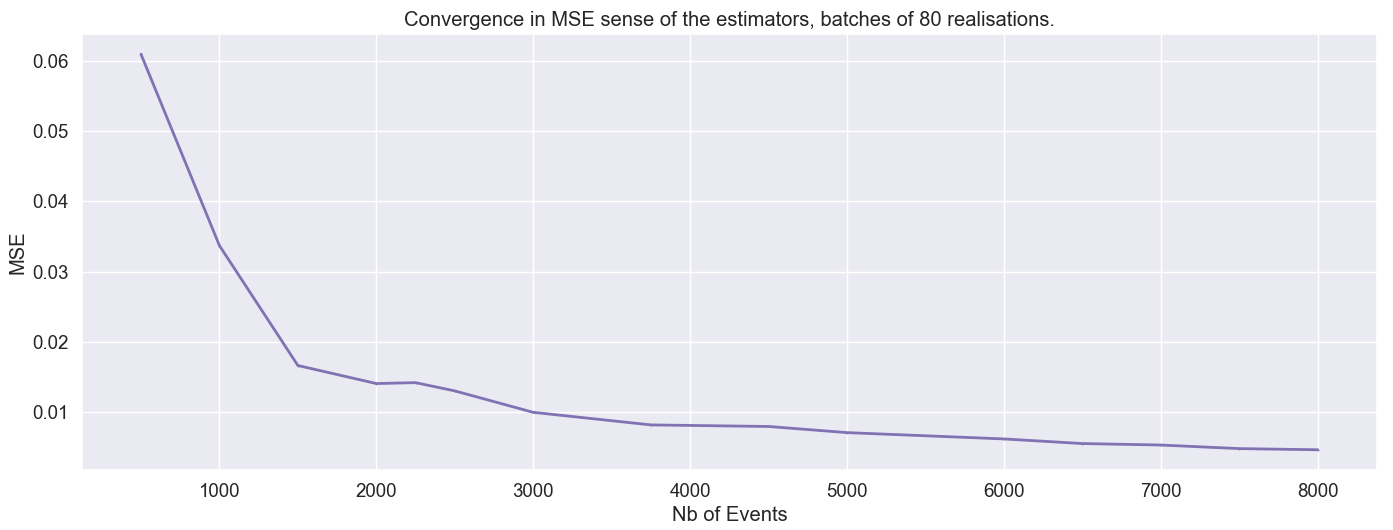 Convergence in MSE sense of the estimators, batches of 80 realisations.
0.06
0.05
0.04
0.03
0.02
0.01
MSE
1000 2000 3000 4000 5000 6000 7000 8000
Nb of Events